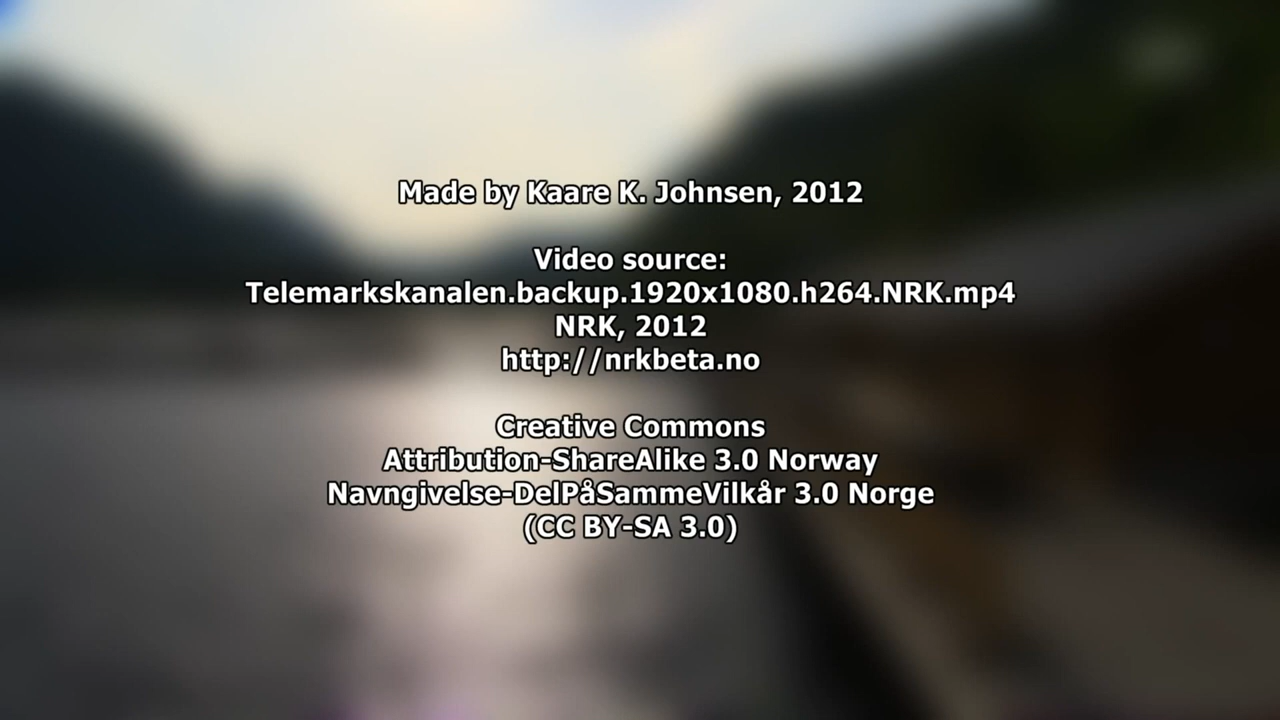 Made by Kaare K. Johnsen, 2012
Video source:
Telemarkskanalen.backup.1920x1080.h264.NRK.mp4
NRK, 2012
http://nrkbeta.no
Creative Commons
Attribution-ShareAlike 3.0 Norway
Navngivelse-DelPåSammeVilkår 3.0 Norge
(CC BY-SA 3.0)